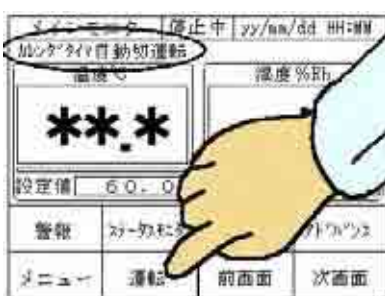 メインモニタ 停止中 yy/mm/dd HH:MM
カレンダタイマ自動切運転
温度℃ 湿度%Rh
**.*
設定値 60.0
警報 ステータスモニタ
メニュー 運転 前画面 次画面